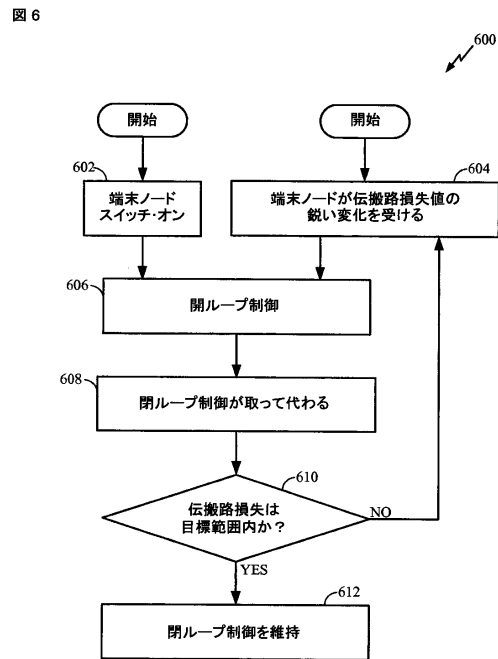 図6
600
開始
開始
602
端末ノード
スイッチ・オン
604
端末ノードが伝搬路損失値の
鋭い変化を受ける
606
開ループ制御
608
閉ループ制御が取って代わる
610
伝搬路損失は
目標範囲内か？
NO
YES
612
閉ループ制御を維持